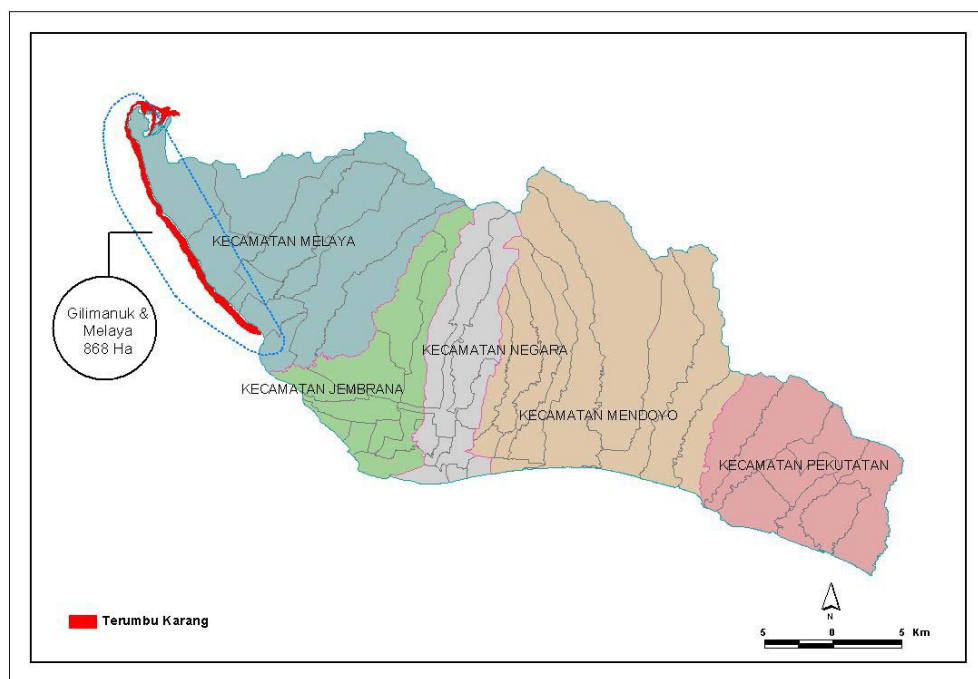 KECAMATAN MELAYA
Gilimanuk &
Melaya
868 Ha
KECAMATAN NEGARA
KECAMATAN JEMBRANA
KECAMATAN MENDOYO
KECAMATAN PEKUTATAN
Terumbu Karang
N
5 0 5 Km